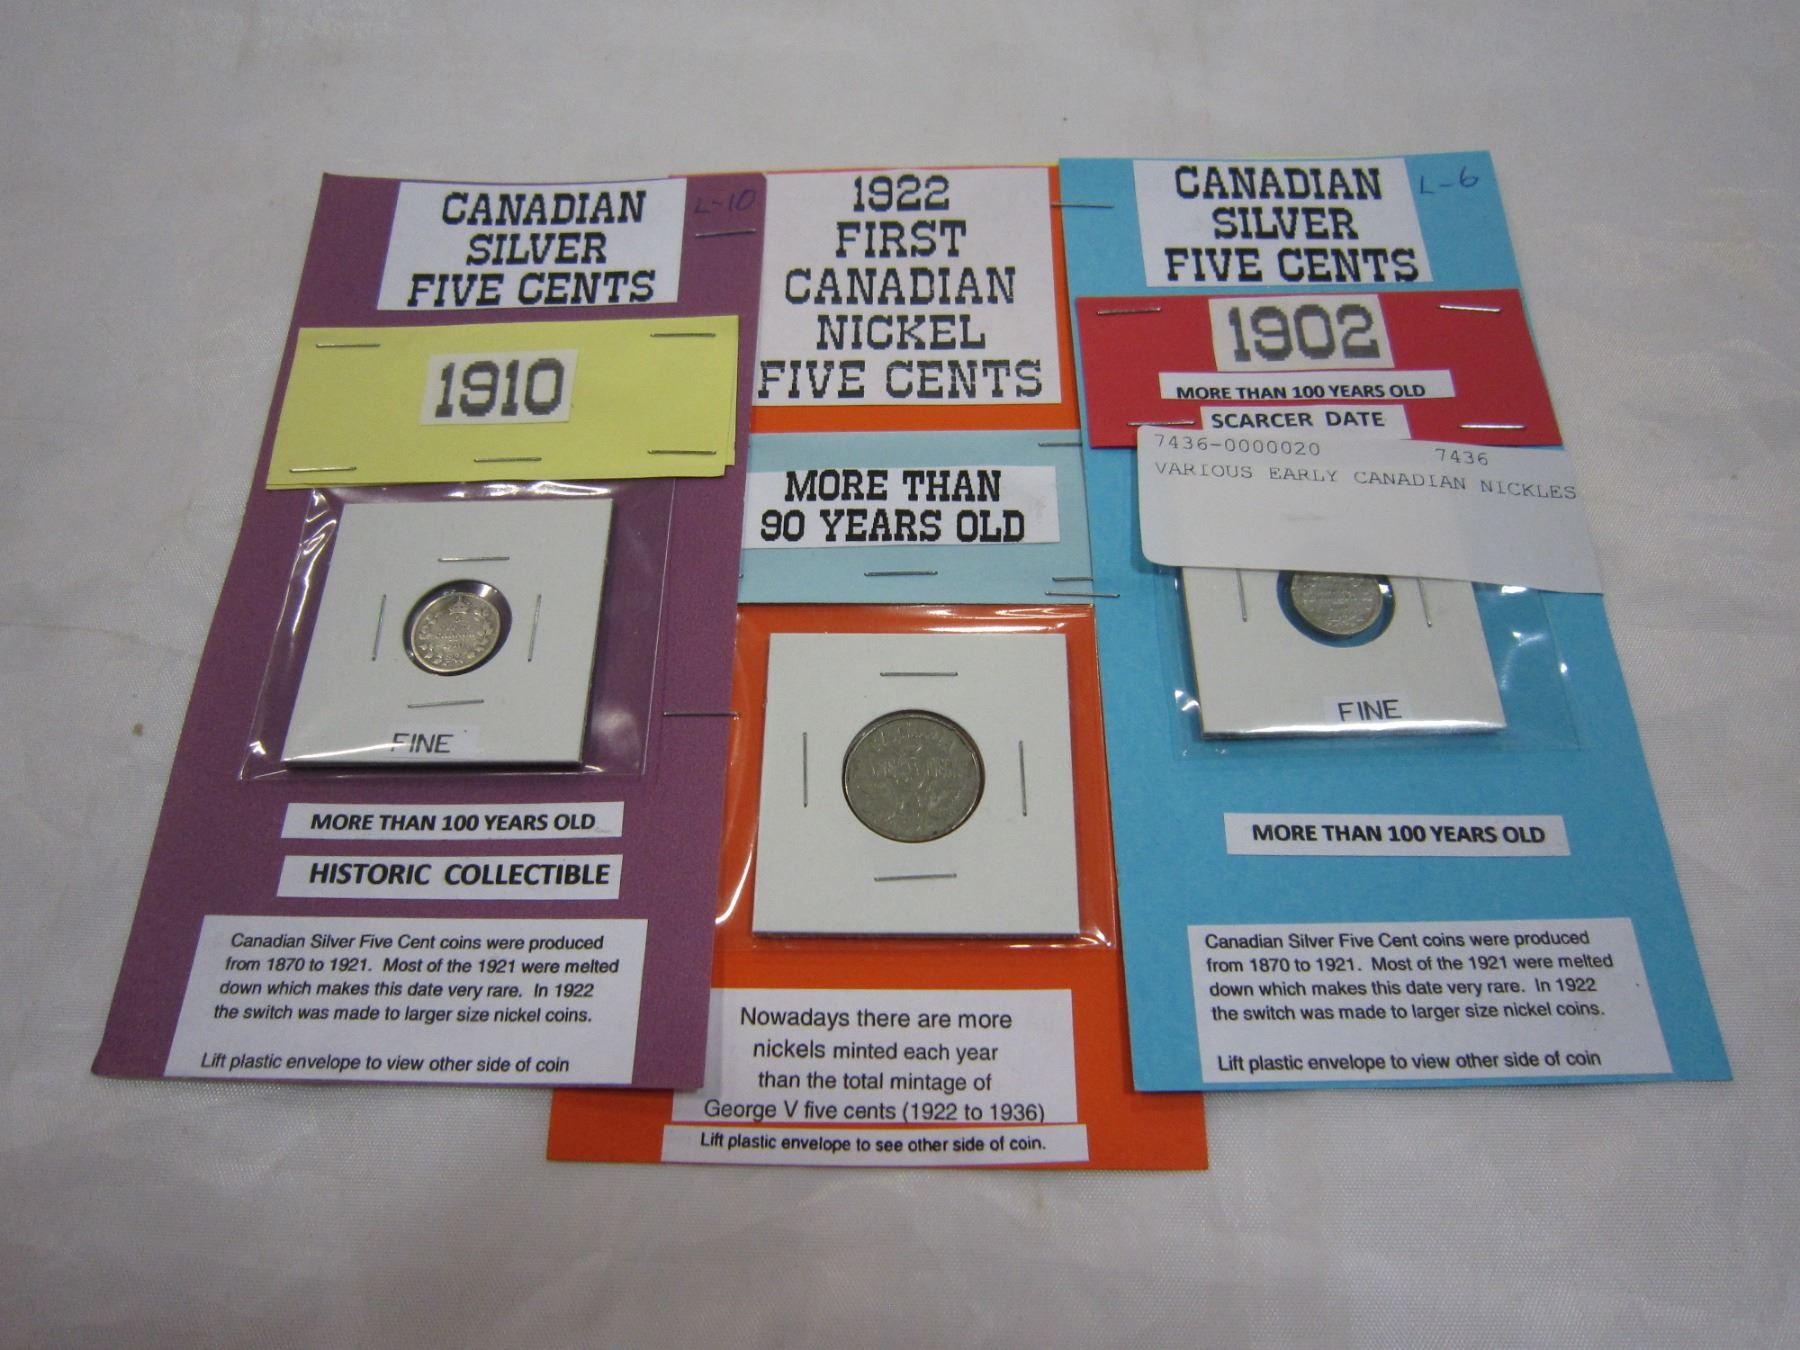 CANADIAN
SILVER
FIVE CENTS
L-10
1910
FINE
MORE THAN 100 YEARS OLD
HISTORIC COLLECTIBLE
Canadian Silver Five Cent coins were produced
from 1870 to 1921. Most of the 1921 were melted
down which makes this date very rare. In 1922
the switch was made to larger size nickel coins.
Lift plastic envelope to view other side of coin
1922
FIRST
CANADIAN
NICKEL
FIVE CENTS
MORE THAN
90 YEARS OLD
CANADA
Nowadays there are more
nickels minted each year
than the total mintage of
George V five cents (1922 to 1936)
Lift plastic envelope to see other side of coin.
CANADIAN
SILVER
FIVE CENTS
L-6
1902
MORE THAN 100 YEARS OLD
SCARCER DATE
7436-0000020 7436
VARIOUS EARLY CANADIAN NICKLES
FINE
MORE THAN 100 YEARS OLD
Canadian Silver Five Cent coins were produced
from 1870 to 1921. Most of the 1921 were melted
down which makes this date very rare. In 1922
the switch was made to larger size nickel coins.
Lift plastic envelope to view other side of coin